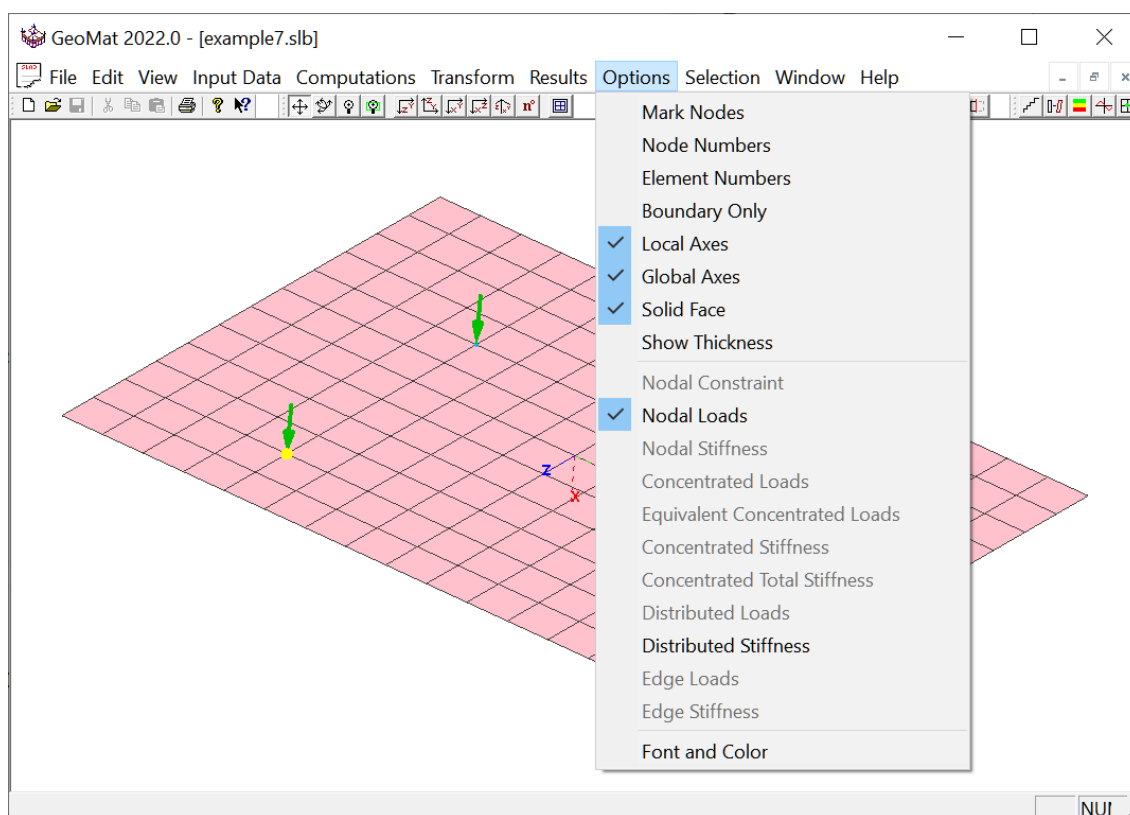 GeoMat 2022.0 - [example7.slb]
File Edit View Input Data Computations Transform Results Options Selection Window Help
Mark Nodes
Node Numbers
Element Numbers
Boundary Only
Local Axes
Global Axes
Solid Face
Show Thickness
Nodal Constraint
Nodal Loads
Nodal Stiffness
Concentrated Loads
Equivalent Concentrated Loads
Concentrated Stiffness
Concentrated Total Stiffness
Distributed Loads
Distributed Stiffness
Edge Loads
Edge Stiffness
Font and Color
Z
X